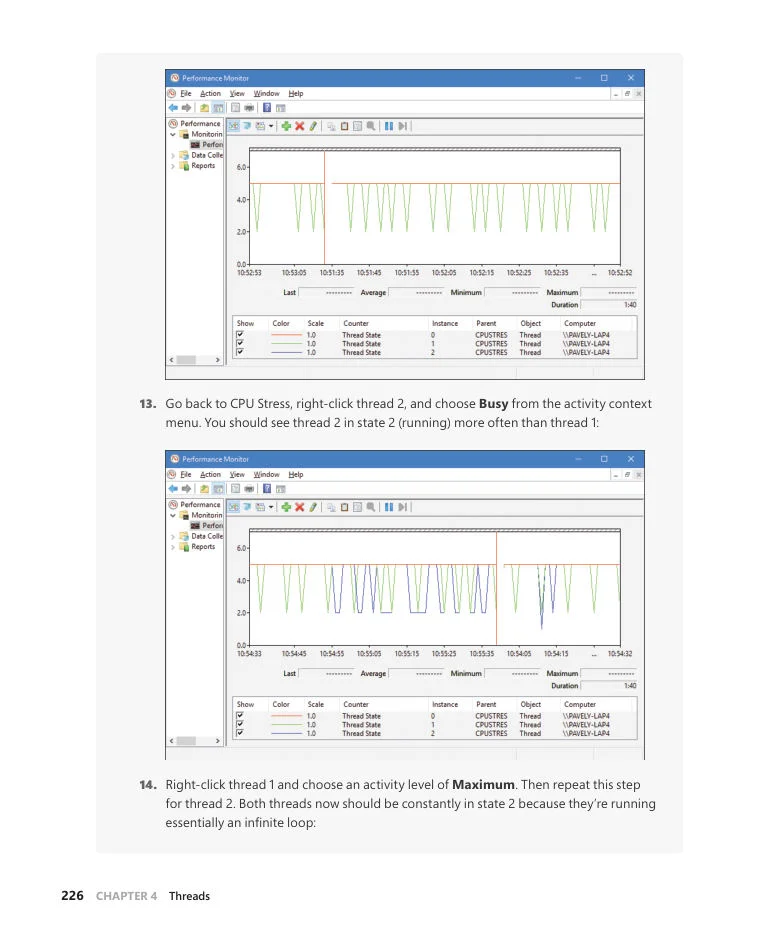 Performance Monitor
File Action View Window Help
Performance
Monitorin
Perfon
Data Colle
Reports
6.0
4.0
2.0
0.0
10:52:53 10:53:05 10:51:35 10:51:45 10:51:55 10:52:05 10:52:15 10:52:25 10:52:35 ... 10:52:52
Last --------- Average --------- Minimum --------- Maximum ---------
Duration 1:40
Show Color Scale Counter Instance Parent Object Computer
1.0 Thread State 0 CPUSTRES Thread \\PAVELY-LAP4
1.0 Thread State 1 CPUSTRES Thread \\PAVELY-LAP4
1.0 Thread State 2 CPUSTRES Thread \\PAVELY-LAP4
13. Go back to CPU Stress, right-click thread 2, and choose Busy from the activity context
menu. You should see thread 2 in state 2 (running) more often than thread 1:
Performance Monitor
File Action View Window Help
Performance
Monitorin
Perfon
Data Colle
Reports
6.0
4.0
2.0
0.0
10:54:33 10:54:45 10:54:55 10:55:05 10:55:15 10:55:25 10:55:35 10:54:05 10:54:15 ... 10:54:32
Last --------- Average --------- Minimum --------- Maximum ---------
Duration 1:40
Show Color Scale Counter Instance Parent Object Computer
1.0 Thread State 0 CPUSTRES Thread \\PAVELY-LAP4
1.0 Thread State 1 CPUSTRES Thread \\PAVELY-LAP4
1.0 Thread State 2 CPUSTRES Thread \\PAVELY-LAP4
14. Right-click thread 1 and choose an activity level of Maximum. Then repeat this step
for thread 2. Both threads now should be constantly in state 2 because they’re running
essentially an infinite loop:
226 CHAPTER 4 Threads